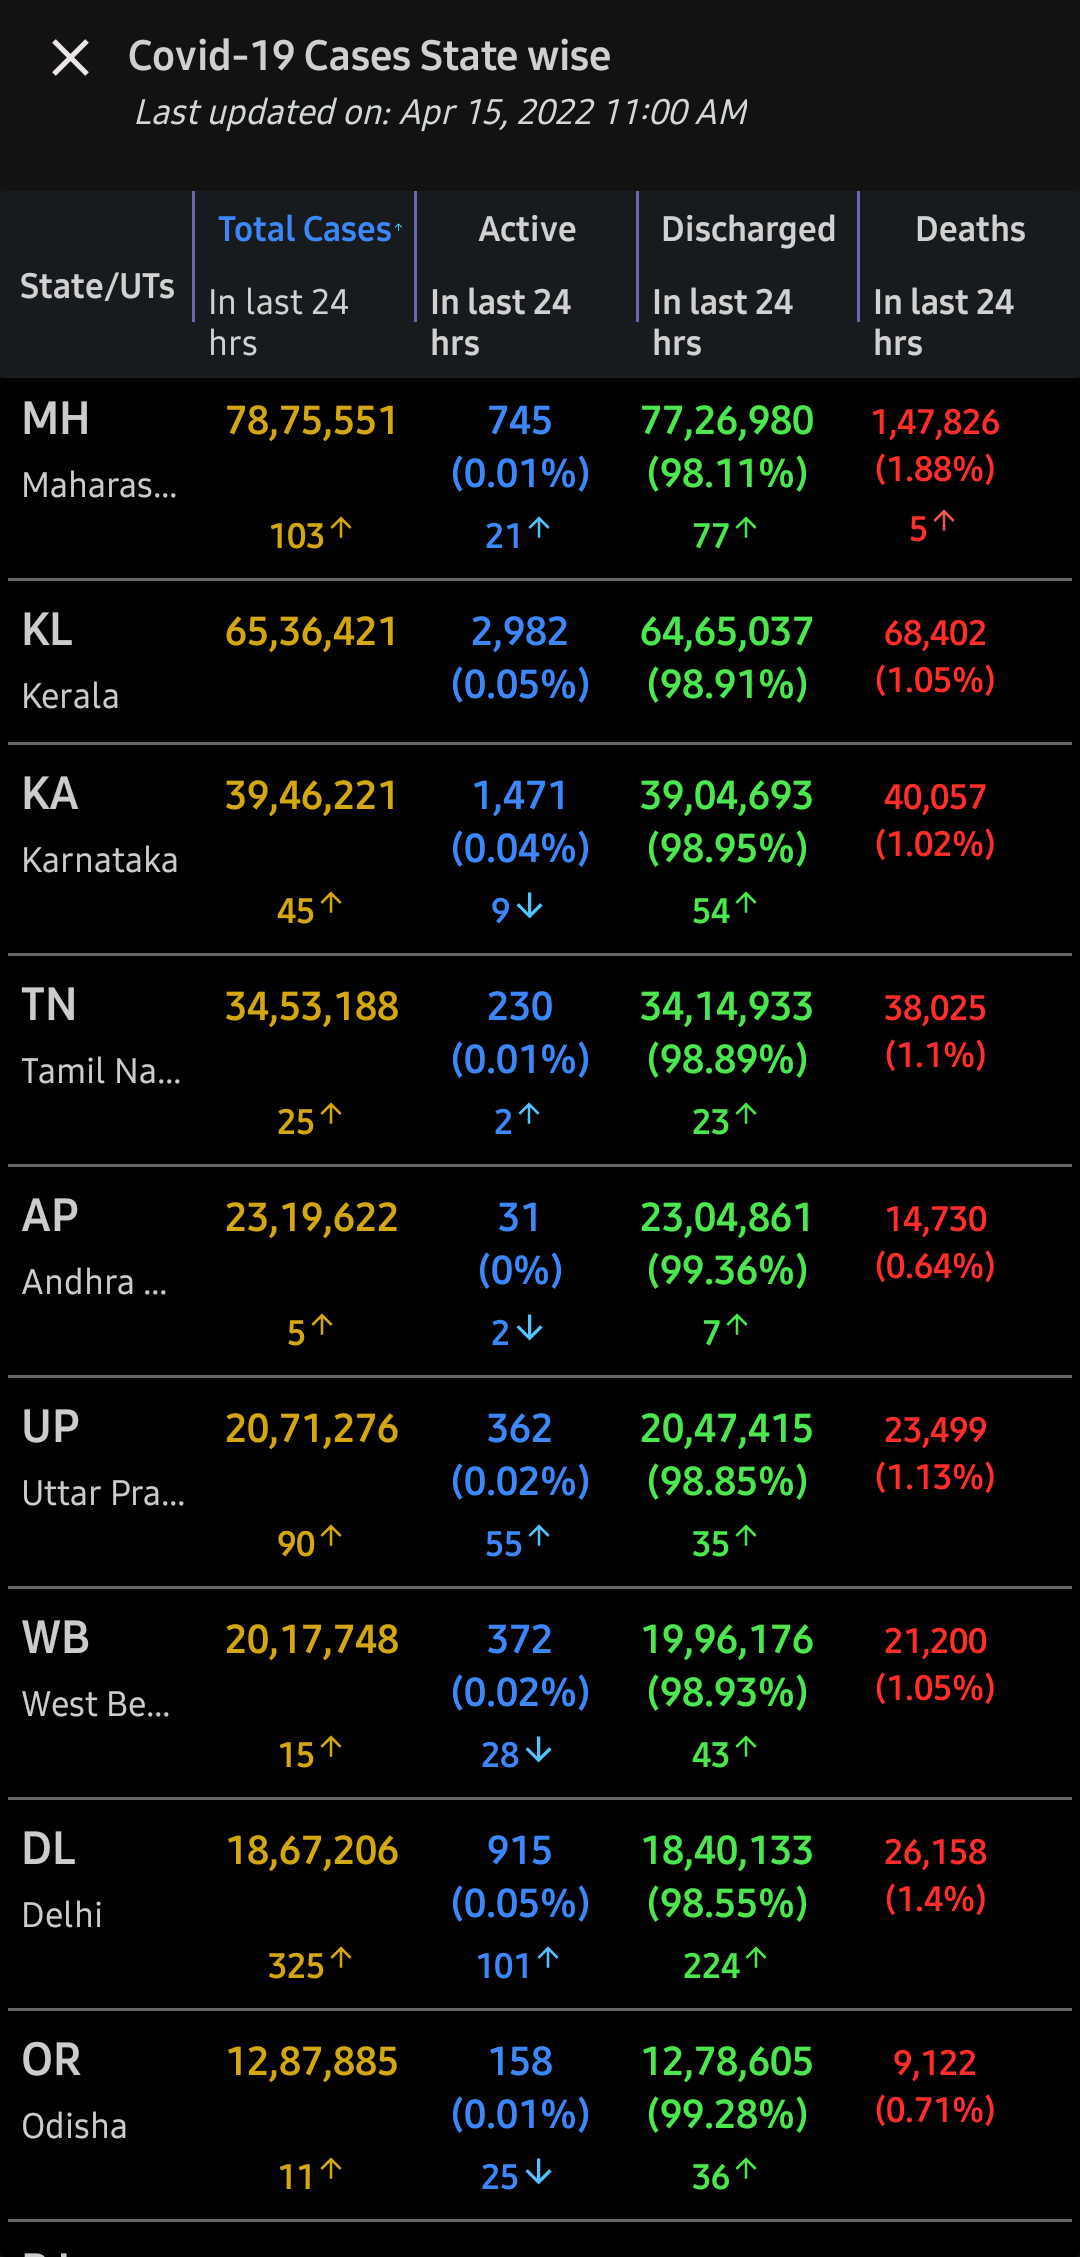 Covid-19 Cases State wise
Last updated on: Apr 15, 2022 11:00 AM
State/UTs Total Cases↑ Active Discharged Deaths
In last 24 hrs In last 24 hrs In last 24 hrs In last 24 hrs
MH 78,75,551 745 77,26,980 1,47,826
Maharas... (0.01%) (98.11%) (1.88%)
103↑ 21↑ 77↑ 5↑
KL 65,36,421 2,982 64,65,037 68,402
Kerala (0.05%) (98.91%) (1.05%)
KA 39,46,221 1,471 39,04,693 40,057
Karnataka (0.04%) (98.95%) (1.02%)
45↑ 9↓ 54↑
TN 34,53,188 230 34,14,933 38,025
Tamil Na... (0.01%) (98.89%) (1.1%)
25↑ 2↑ 23↑
AP 23,19,622 31 23,04,861 14,730
Andhra ... (0%) (99.36%) (0.64%)
5↑ 2↓ 7↑
UP 20,71,276 362 20,47,415 23,499
Uttar Pra... (0.02%) (98.85%) (1.13%)
90↑ 55↑ 35↑
WB 20,17,748 372 19,96,176 21,200
West Be... (0.02%) (98.93%) (1.05%)
15↑ 28↓ 43↑
DL 18,67,206 915 18,40,133 26,158
Delhi (0.05%) (98.55%) (1.4%)
325↑ 101↑ 224↑
OR 12,87,885 158 12,78,605 9,122
Odisha (0.01%) (99.28%) (0.71%)
11↑ 25↓ 36↑